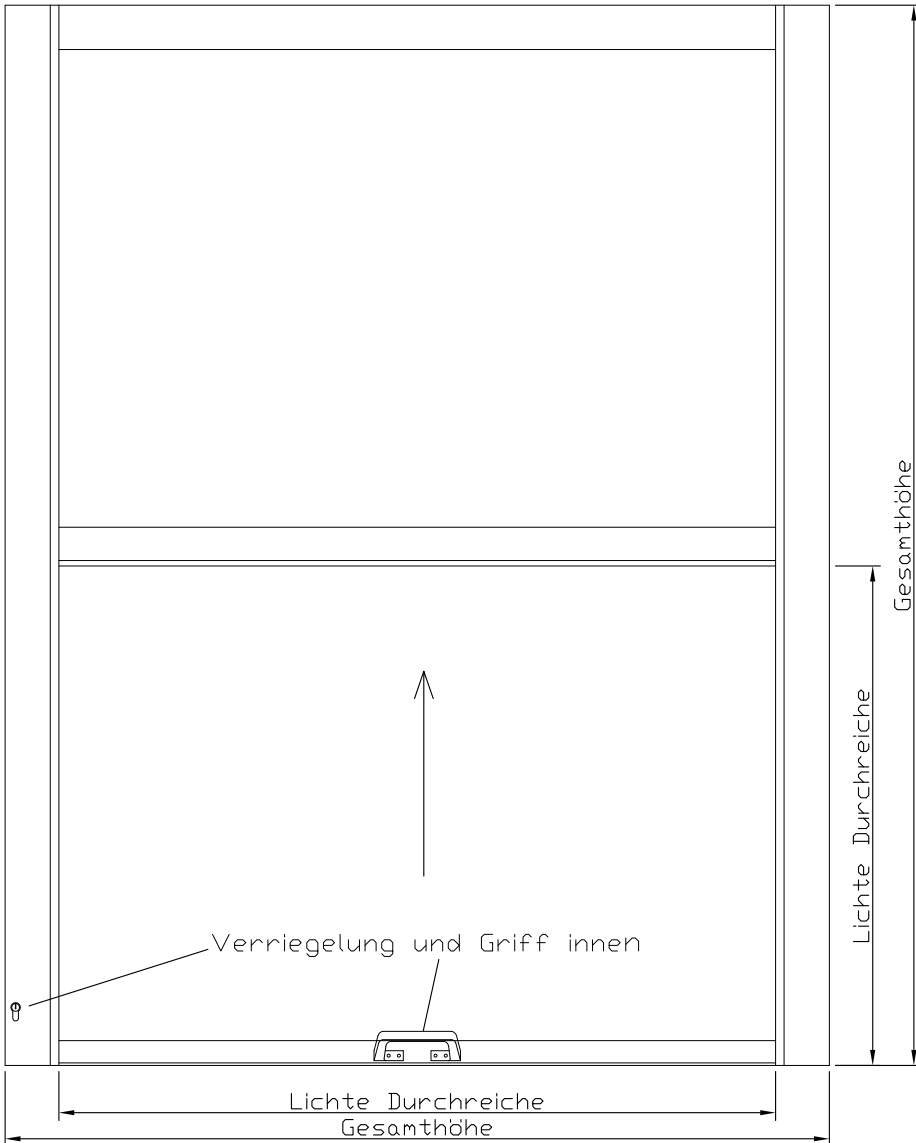 Gesamthöhe
Lichte Durchreiche
Verriegelung und Griff innen
Lichte Durchreiche
Gesamthöhe